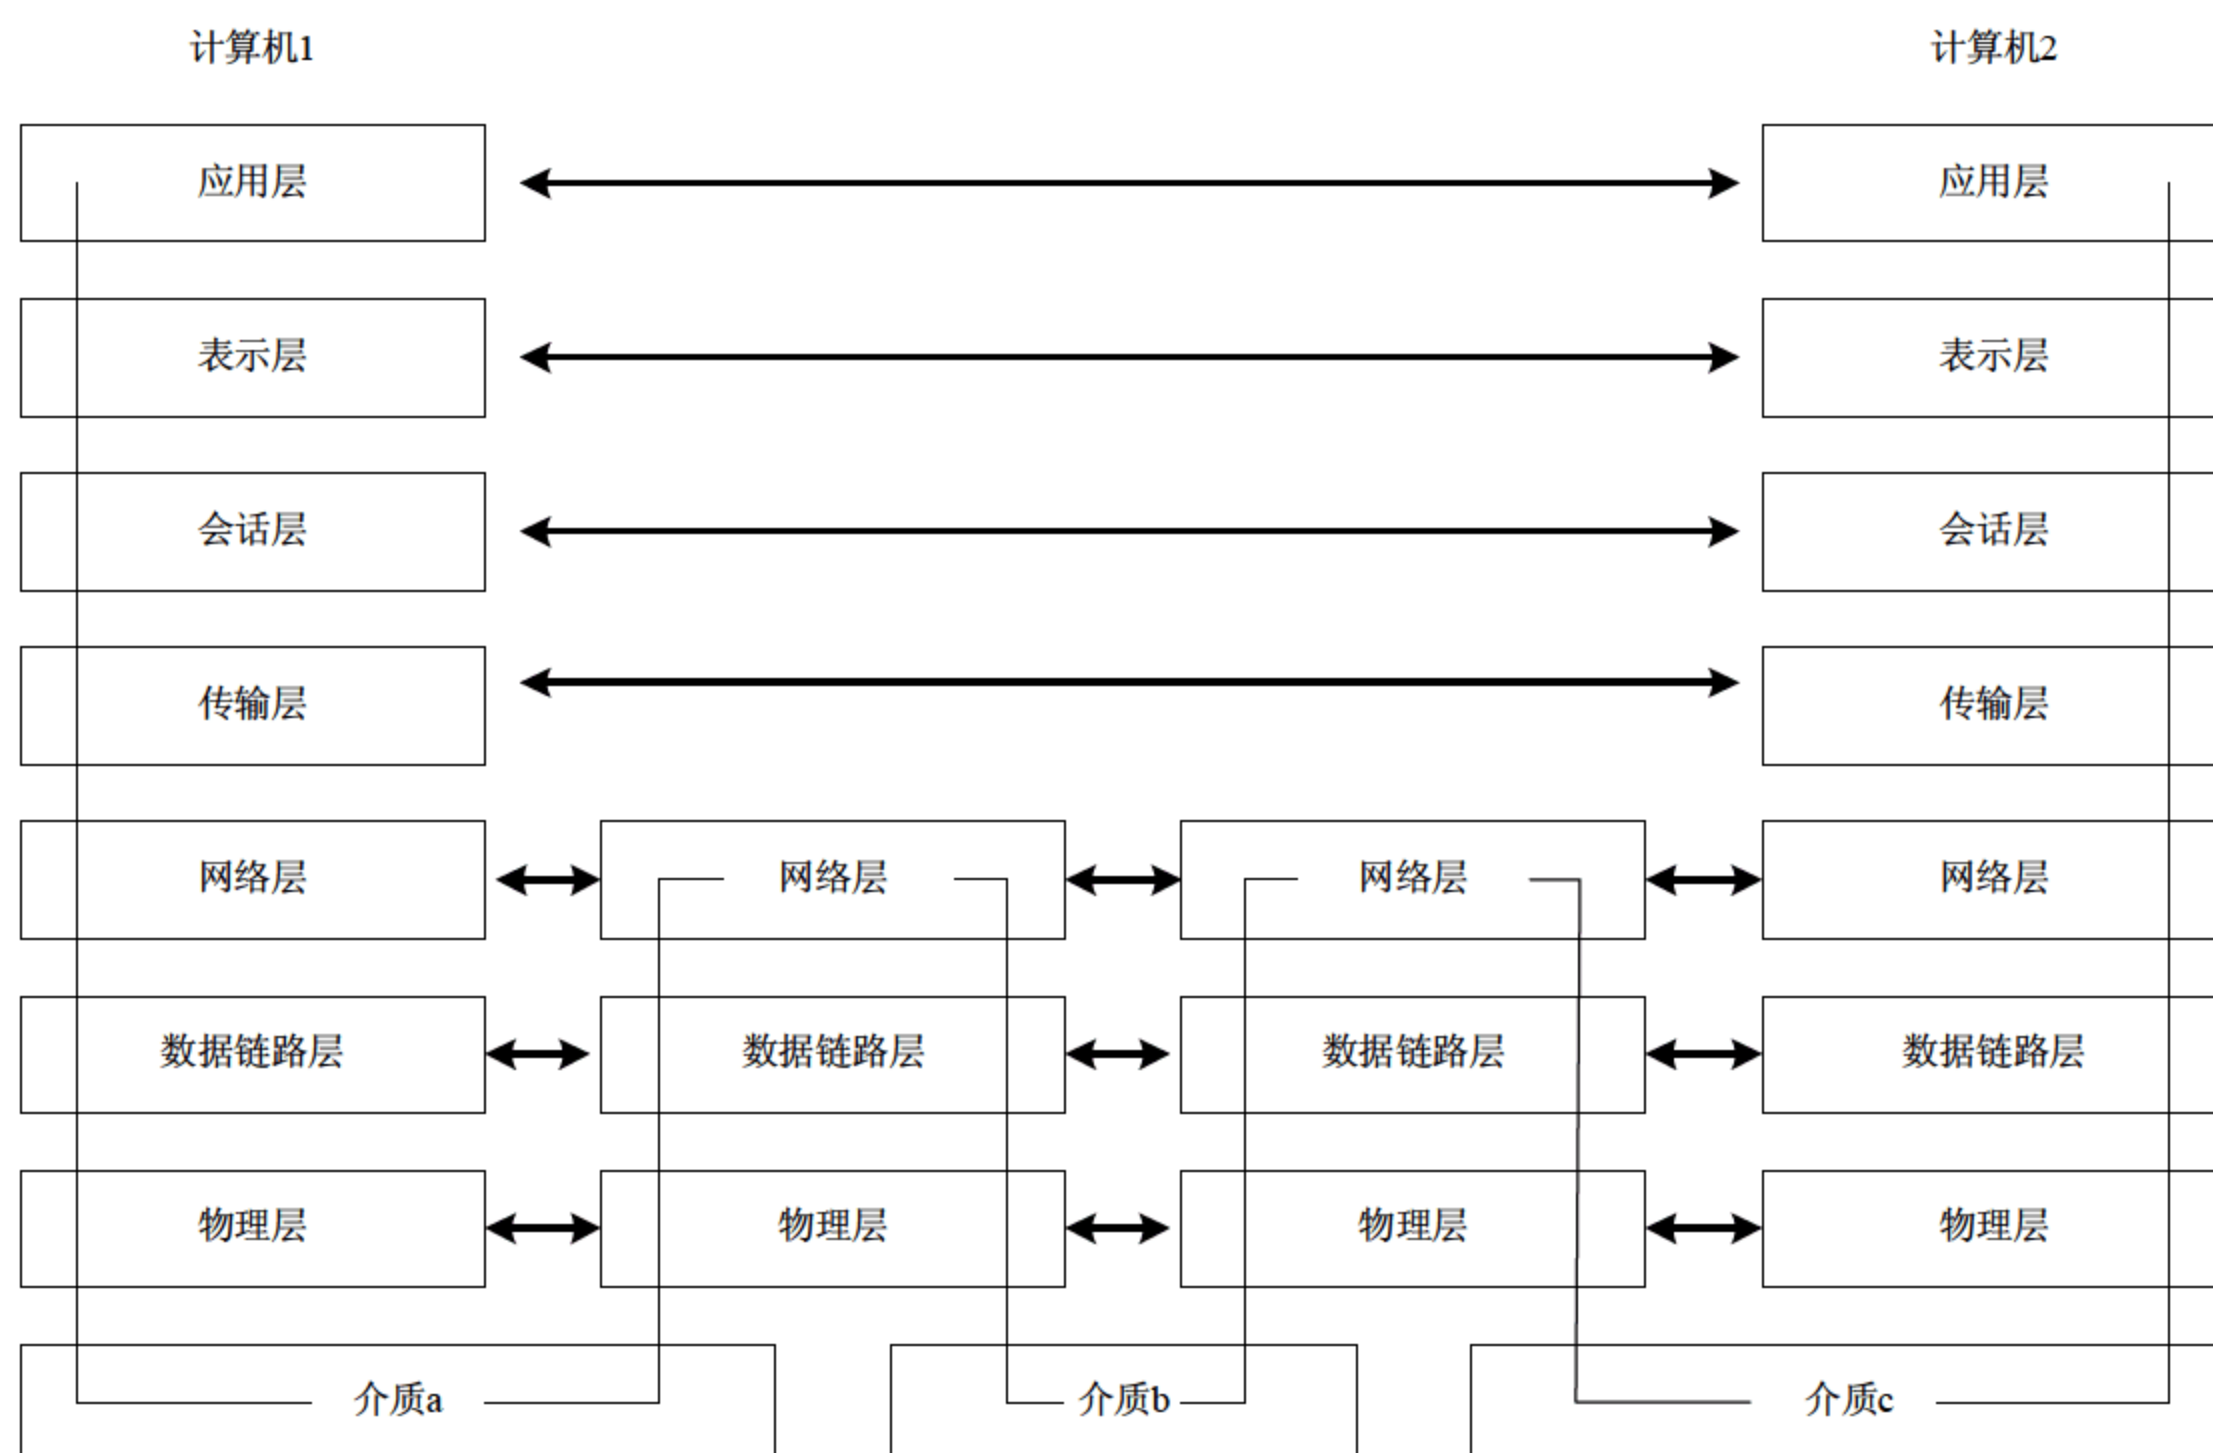 计算机1 计算机2
应用层 应用层
表示层 表示层
会话层 会话层
传输层 传输层
网络层 网络层 网络层 网络层
数据链路层 数据链路层 数据链路层 数据链路层
物理层 物理层 物理层 物理层
介质a 介质b 介质c